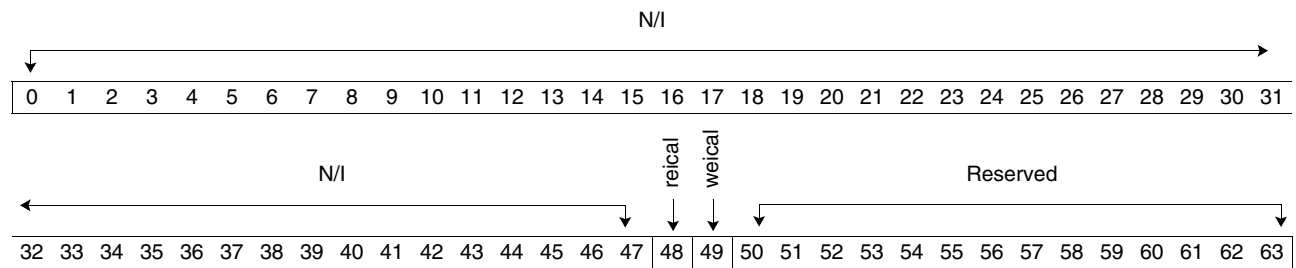 N/I
0 1 2 3 4 5 6 7 8 9 10 11 12 13 14 15 16 17 18 19 20 21 22 23 24 25 26 27 28 29 30 31
N/I reical weical Reserved
32 33 34 35 36 37 38 39 40 41 42 43 44 45 46 47 48 49 50 51 52 53 54 55 56 57 58 59 60 61 62 63